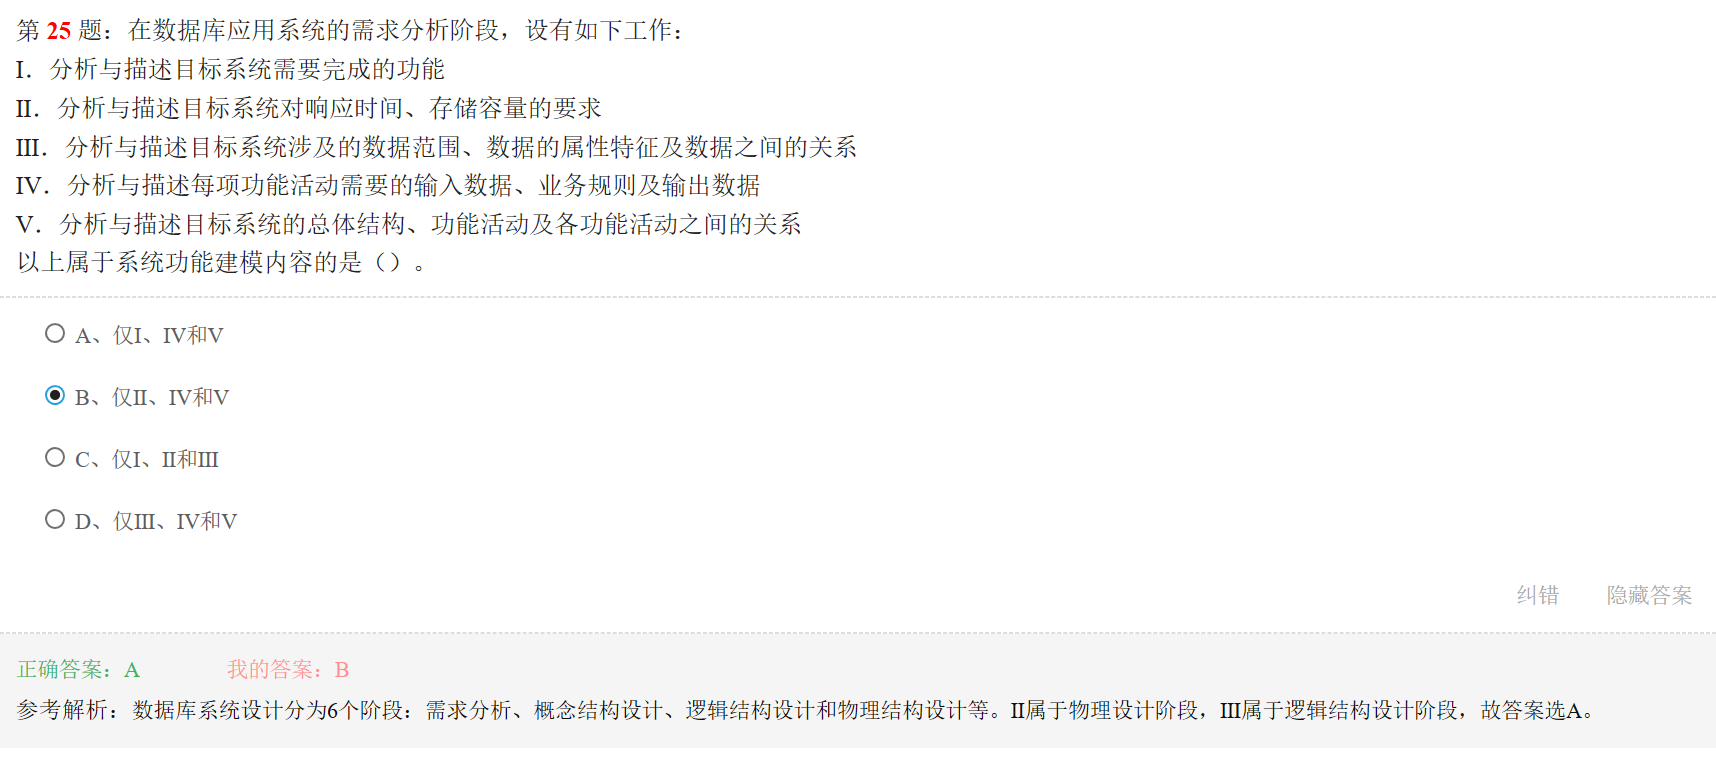 第 25 题：在数据库应用系统的需求分析阶段，设有如下工作：
I．分析与描述目标系统需要完成的功能
II．分析与描述目标系统对响应时间、存储容量的要求
III．分析与描述目标系统涉及的数据范围、数据的属性特征及数据之间的关系
IV．分析与描述每项功能活动需要的输入数据、业务规则及输出数据
V．分析与描述目标系统的总体结构、功能活动及各功能活动之间的关系
以上属于系统功能建模内容的是（）。
A、仅I、IV和V
B、仅II、IV和V
C、仅I、II和III
D、仅III、IV和V
纠错 隐藏答案
正确答案：A 我的答案：B
参考解析：数据库系统设计分为6个阶段：需求分析、概念结构设计、逻辑结构设计和物理结构设计等。II属于物理设计阶段，III属于逻辑结构设计阶段，故答案选A。